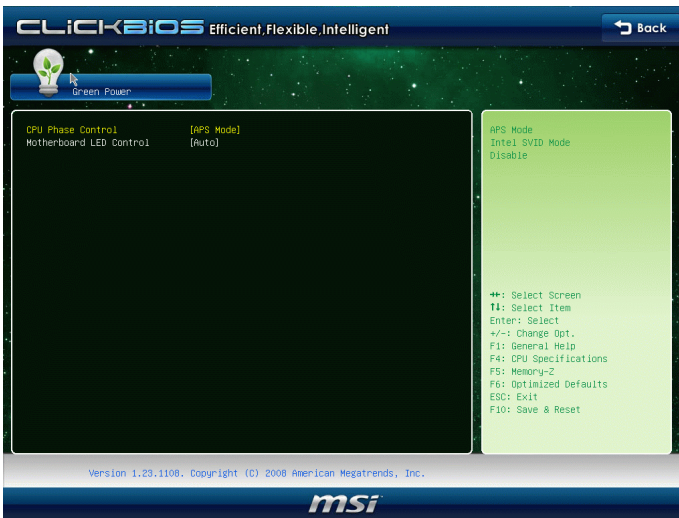 CLiCKBiOS Efficient,Flexible,Intelligent
Back
Green Power
CPU Phase Control [APS Mode]
Motherboard LED Control [Auto]
APS Mode
Intel SVID Mode
Disable
→←: Select Screen
↑↓: Select Item
Enter: Select
+/-: Change Opt.
F1: General Help
F4: CPU Specifications
F5: Memory-Z
F6: Optimized Defaults
ESC: Exit
F10: Save & Reset
Version 1.23.1108. Copyright (C) 2008 American Megatrends, Inc.
msi